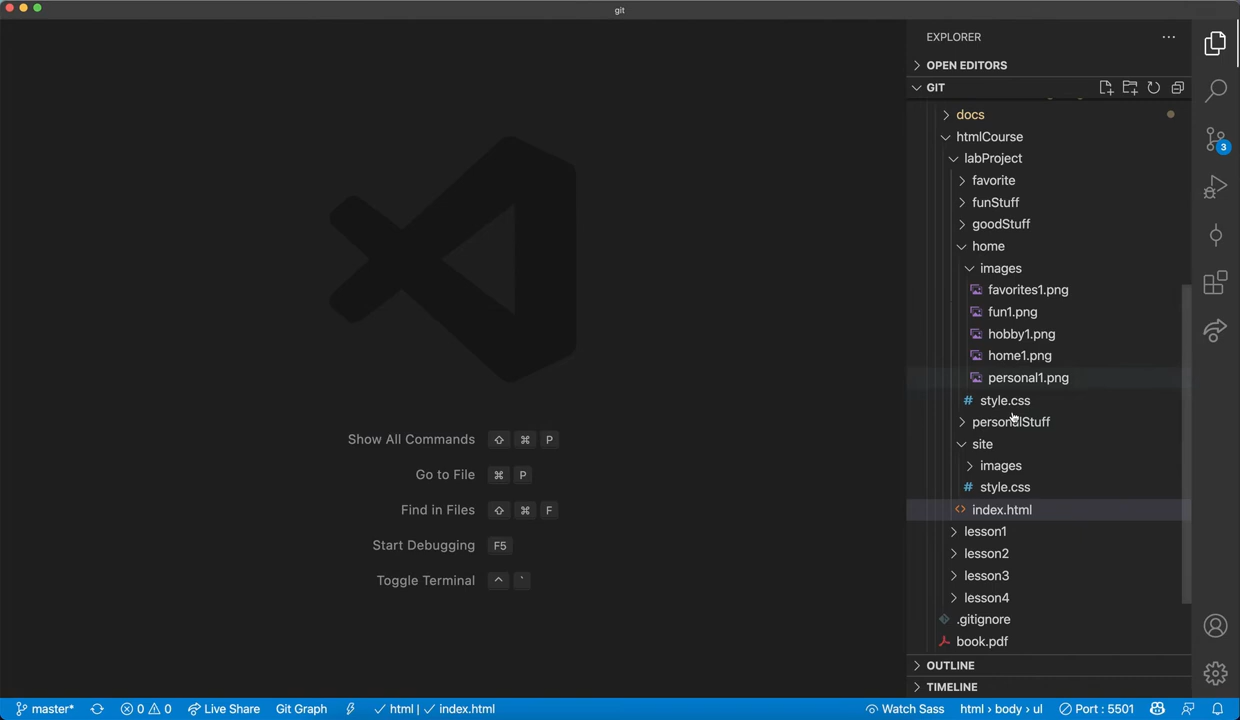 git
EXPLORER
OPEN EDITORS
GIT
docs
htmlCourse
labProject
favorite
funStuff
goodStuff
home
images
favorites1.png
fun1.png
hobby1.png
home1.png
personal1.png
# style.css
personalStuff
site
images
# style.css
<> index.html
lesson1
lesson2
lesson3
lesson4
.gitignore
book.pdf
OUTLINE
TIMELINE
Show All Commands ⇧ ⌘ P
Go to File ⌘ P
Find in Files ⇧ ⌘ F
Start Debugging F5
Toggle Terminal ^ `
3
master* 0 0 Live Share Git Graph html | index.html Watch Sass html › body › ul Port : 5501